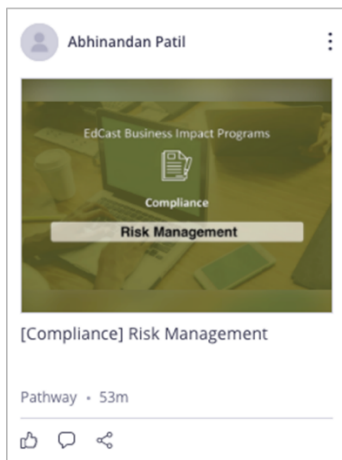 Abhinandan Patil
EdCast Business Impact Programs
Compliance
Risk Management
[Compliance] Risk Management
Pathway • 53m